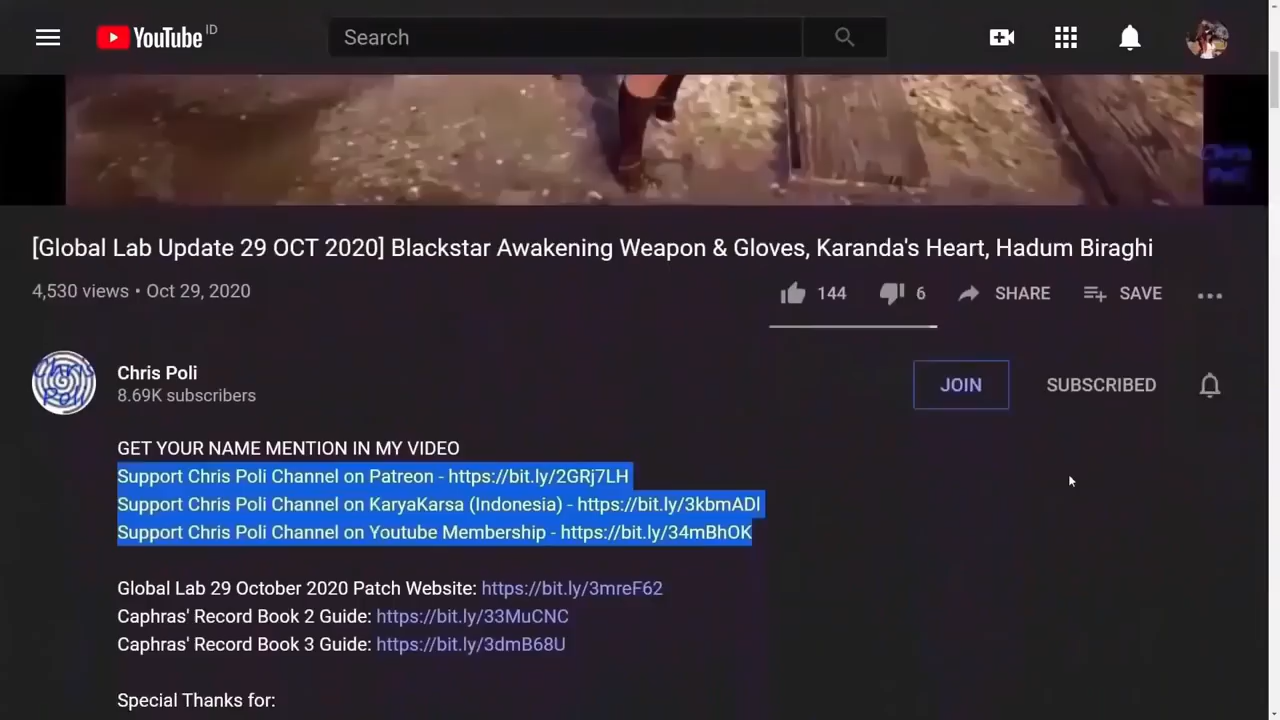 YouTube ID
Search
Chris Poli
[Global Lab Update 29 OCT 2020] Blackstar Awakening Weapon & Gloves, Karanda's Heart, Hadum Biraghi
4,530 views • Oct 29, 2020
144 6 SHARE SAVE
Chris Poli
Chris Poli
8.69K subscribers
JOIN SUBSCRIBED
GET YOUR NAME MENTION IN MY VIDEO
Support Chris Poli Channel on Patreon - https://bit.ly/2GRj7LH
Support Chris Poli Channel on KaryaKarsa (Indonesia) - https://bit.ly/3kbmADl
Support Chris Poli Channel on Youtube Membership - https://bit.ly/34mBhOK
Global Lab 29 October 2020 Patch Website: https://bit.ly/3mreF62
Caphras' Record Book 2 Guide: https://bit.ly/33MuCNC
Caphras' Record Book 3 Guide: https://bit.ly/3dmB68U
Special Thanks for: